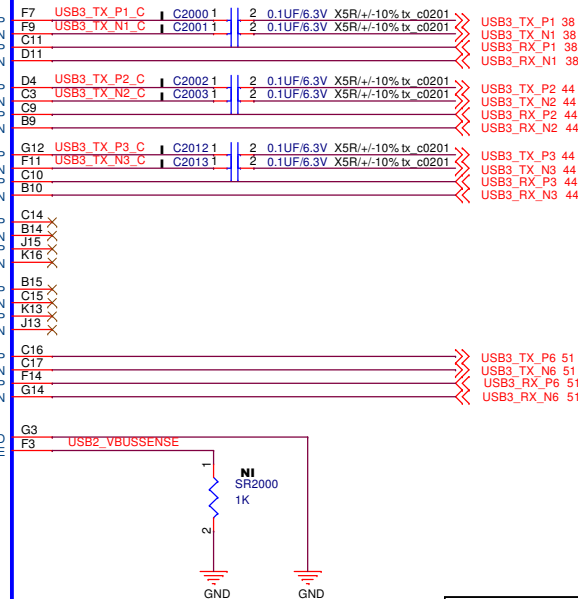 F7 USB3_TX_P1_C C2000 1 2 0.1UF/6.3V X5R/+/-10% tx_c0201 USB3_TX_P1 38
F9 USB3_TX_N1_C C2001 1 2 0.1UF/6.3V X5R/+/-10% tx_c0201 USB3_TX_N1 38
C11 USB3_RX_P1 38
D11 USB3_RX_N1 38
D4 USB3_TX_P2_C C2002 1 2 0.1UF/6.3V X5R/+/-10% tx_c0201 USB3_TX_P2 44
C3 USB3_TX_N2_C C2003 1 2 0.1UF/6.3V X5R/+/-10% tx_c0201 USB3_TX_N2 44
C9 USB3_RX_P2 44
B9 USB3_RX_N2 44
G12 USB3_TX_P3_C C2012 1 2 0.1UF/6.3V X5R/+/-10% tx_c0201 USB3_TX_P3 44
F11 USB3_TX_N3_C C2013 1 2 0.1UF/6.3V X5R/+/-10% tx_c0201 USB3_TX_N3 44
C10 USB3_RX_P3 44
B10 USB3_RX_N3 44
C14
B14
J15
K16
B15
C15
K13
J13
C16 USB3_TX_P6 51
C17 USB3_TX_N6 51
F14 USB3_RX_P6 51
G14 USB3_RX_N6 51
G3
F3 USB2_VBUSSENSE
1
NI
SR2000
1K
2
GND GND